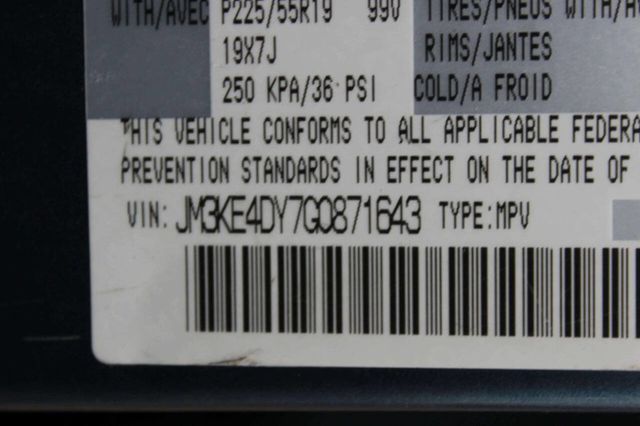 WITH/AVEC P225/55R19 99V TIRES/PNEUS WITH/AV
19X7J RIMS/JANTES
250 KPA/36 PSI COLD/A FROID
THIS VEHICLE CONFORMS TO ALL APPLICABLE FEDERA
PREVENTION STANDARDS IN EFFECT ON THE DATE OF
VIN: JM3KE4DY7G0871643 TYPE:MPV